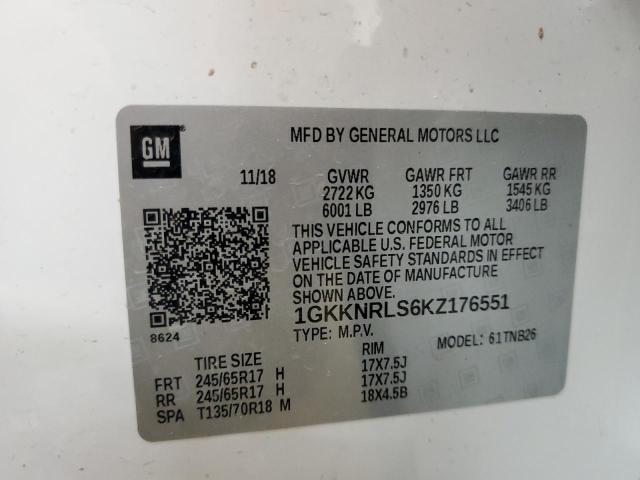 GM
MFD BY GENERAL MOTORS LLC
11/18 GVWR GAWR FRT GAWR RR
2722 KG 1350 KG 1545 KG
6001 LB 2976 LB 3406 LB
THIS VEHICLE CONFORMS TO ALL
APPLICABLE U.S. FEDERAL MOTOR
VEHICLE SAFETY STANDARDS IN EFFECT
ON THE DATE OF MANUFACTURE
SHOWN ABOVE.
1GKKNRLS6KZ176551
8624
TYPE: M.P.V. MODEL: 61TNB26
TIRE SIZE RIM
FRT 245/65R17 H 17X7.5J
RR 245/65R17 H 17X7.5J
SPA T135/70R18 M 18X4.5B